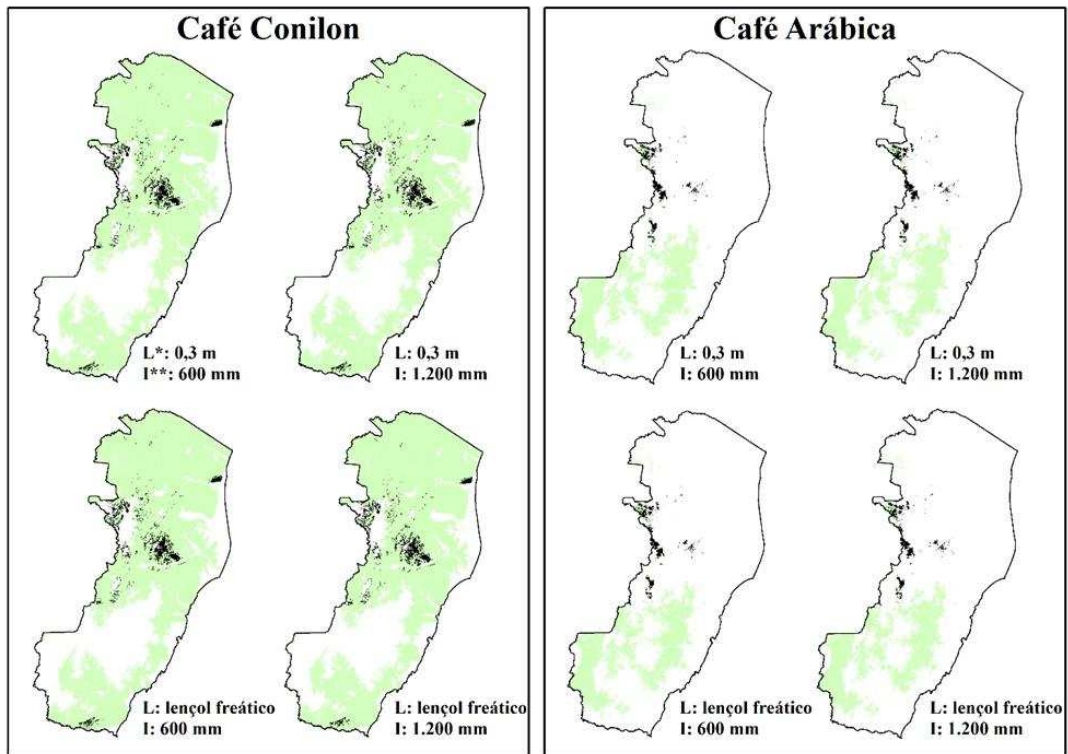 Café Conilon
L*: 0,3 m
I**: 600 mm
L: 0,3 m
I: 1.200 mm
L: lençol freático
I: 600 mm
L: lençol freático
I: 1.200 mm
Café Arábica
L: 0,3 m
I: 600 mm
L: 0,3 m
I: 1.200 mm
L: lençol freático
I: 600 mm
L: lençol freático
I: 1.200 mm